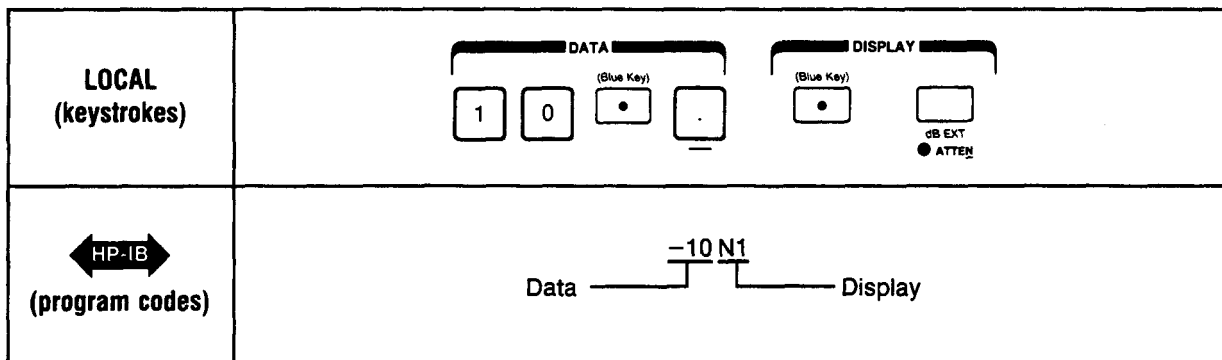 LOCAL
(keystrokes)
DATA
DISPLAY
(Blue Key)
(Blue Key)
1 0 .
dB EXT
ATTEN
HP-IB
(program codes)
−10 N1
Data
Display